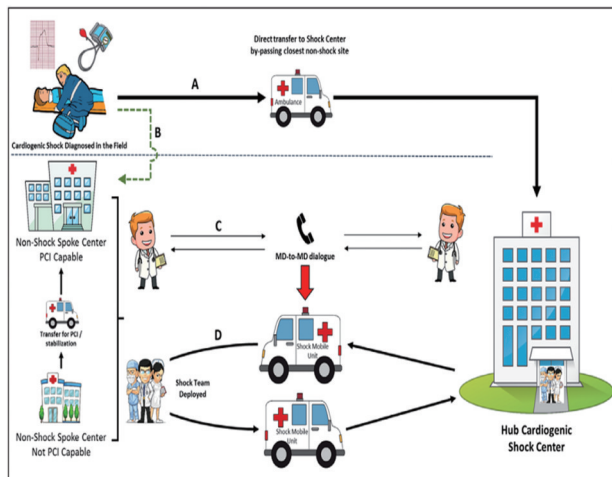 Direct transfer to Shock Center
by-passing closest non-shock site
A
Ambulance
B
Cardiogenic Shock Diagnosed in the Field
Non-Shock Spoke Center
PCI Capable
C
MD-to-MD dialogue
Transfer for PCI /
stabilization
D
Shock Mobile
Unit
Shock Team
Deployed
Shock Mobile
Unit
Non-Shock Spoke Center
Not PCI Capable
Hub Cardiogenic
Shock Center